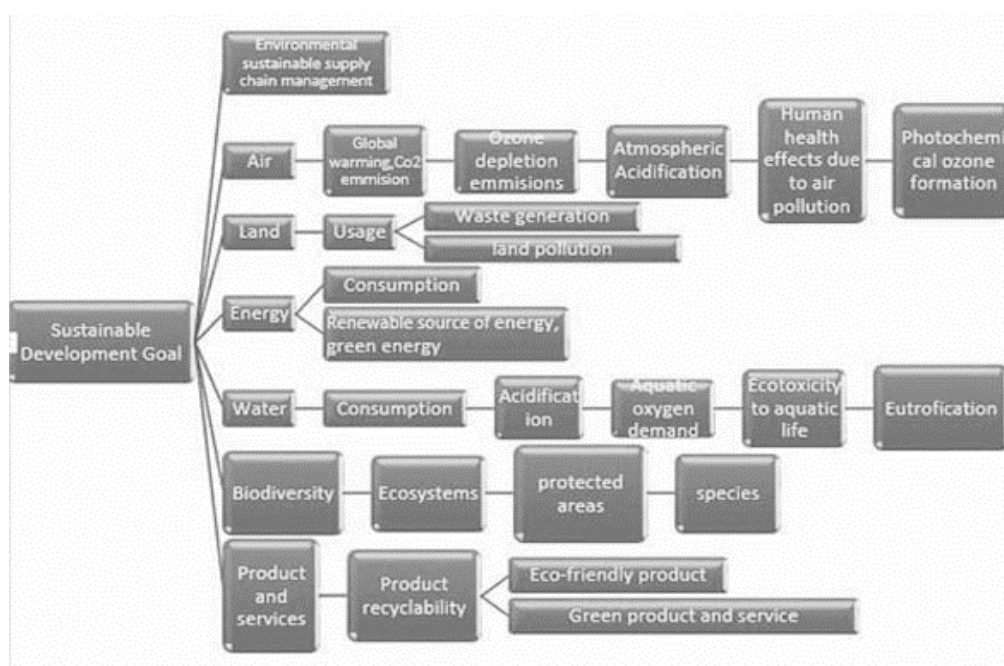 Environmental
sustainable supply
chain management
Air
Global
warming,Co2
emmision
Ozone
depletion
emmisions
Atmospheric
Acidification
Human
health
effects due
to air
pollution
Photochemi
cal ozone
formation
Land
Usage
Waste generation
land pollution
Energy
Consumption
Renewable source of energy,
green energy
Sustainable
Development Goal
Water
Consumption
Acidificat
ion
Aquatic
oxygen
demand
Ecotoxicity
to aquatic
life
Eutrofication
Biodiversity
Ecosystems
protected
areas
species
Product
and
services
Product
recyclability
Eco-friendly product
Green product and service